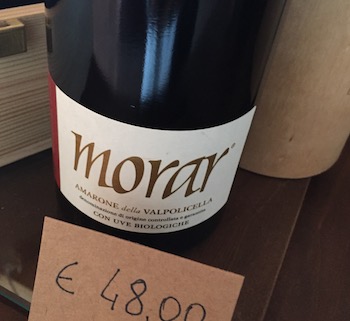 morar®
AMARONE della VALPOLICELLA
denominazione di origine controllata e garantita
CON UVE BIOLOGICHE
€ 48,00